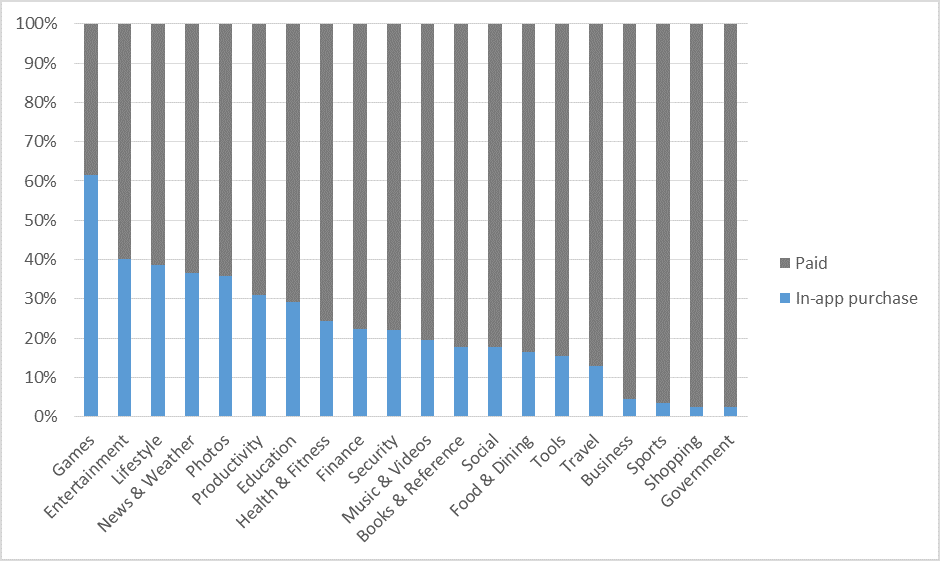 100%
90%
80%
70%
60%
50%
40%
30%
20%
10%
0%
Games
Entertainment
Lifestyle
News & Weather
Photos
Productivity
Education
Health & Fitness
Finance
Security
Music & Videos
Books & Reference
Social
Food & Dining
Tools
Travel
Business
Sports
Shopping
Government
Paid
In-app purchase